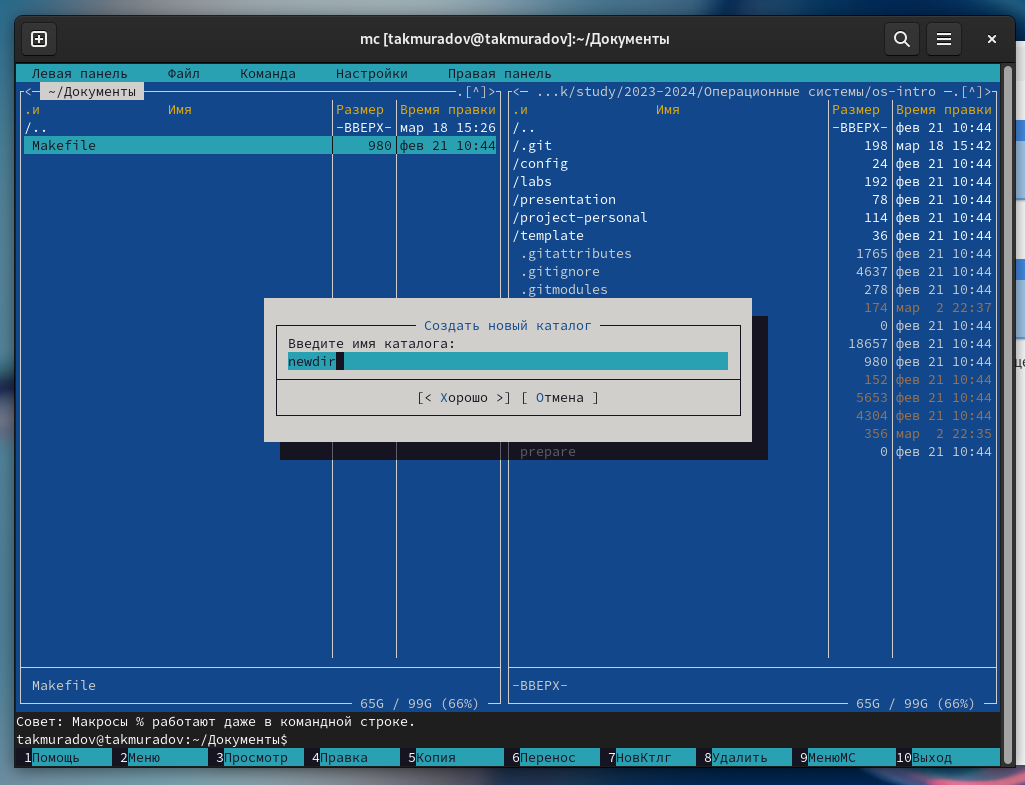 mc [takmuradov@takmuradov]:~/Документы
Левая панель Файл Команда Настройки Правая панель
<— ~/Документы .[^]> <— ...k/study/2023-2024/Операционные системы/os-intro —.[^]>
.и Имя Размер Время правки .и Имя Размер Время правки
/.. -ВВЕРХ- мар 18 15:26 /.. -ВВЕРХ- фев 21 10:44
Makefile 980 фев 21 10:44 /.git 198 мар 18 15:42
/config 24 фев 21 10:44
/labs 192 фев 21 10:44
/presentation 78 фев 21 10:44
/project-personal 114 фев 21 10:44
/template 36 фев 21 10:44
.gitattributes 1765 фев 21 10:44
.gitignore 4637 фев 21 10:44
.gitmodules 278 фев 21 10:44
174 мар 2 22:37
Создать новый каталог 0 фев 21 10:44
Введите имя каталога: 18657 фев 21 10:44
newdir 980 фев 21 10:44
152 фев 21 10:44
[< Хорошо >] [ Отмена ] 5653 фев 21 10:44
4304 фев 21 10:44
356 мар 2 22:35
prepare 0 фев 21 10:44
Makefile -ВВЕРХ-
65G / 99G (66%) 65G / 99G (66%)
Совет: Макросы % работают даже в командной строке.
takmuradov@takmuradov:~/Документы$
1Помощь 2Меню 3Просмотр 4Правка 5Копия 6Перенос 7НовКтлг 8Удалить 9МенюМС 10Выход